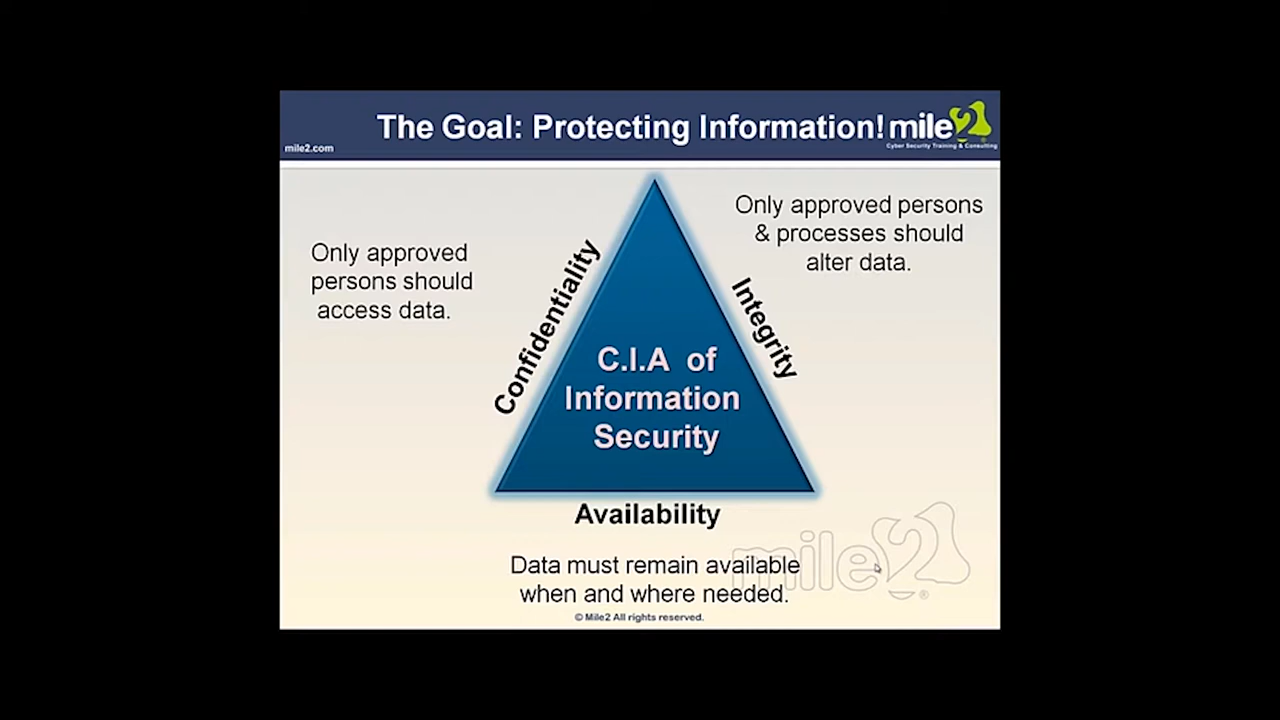 The Goal: Protecting Information!
mile2
Cyber Security Training & Consulting
mile2.com
Only approved
persons should
access data.
Confidentiality
Only approved persons
& processes should
alter data.
Integrity
C.I.A of
Information
Security
Availability
Data must remain available
when and where needed.
mile2®
© Mile2 All rights reserved.